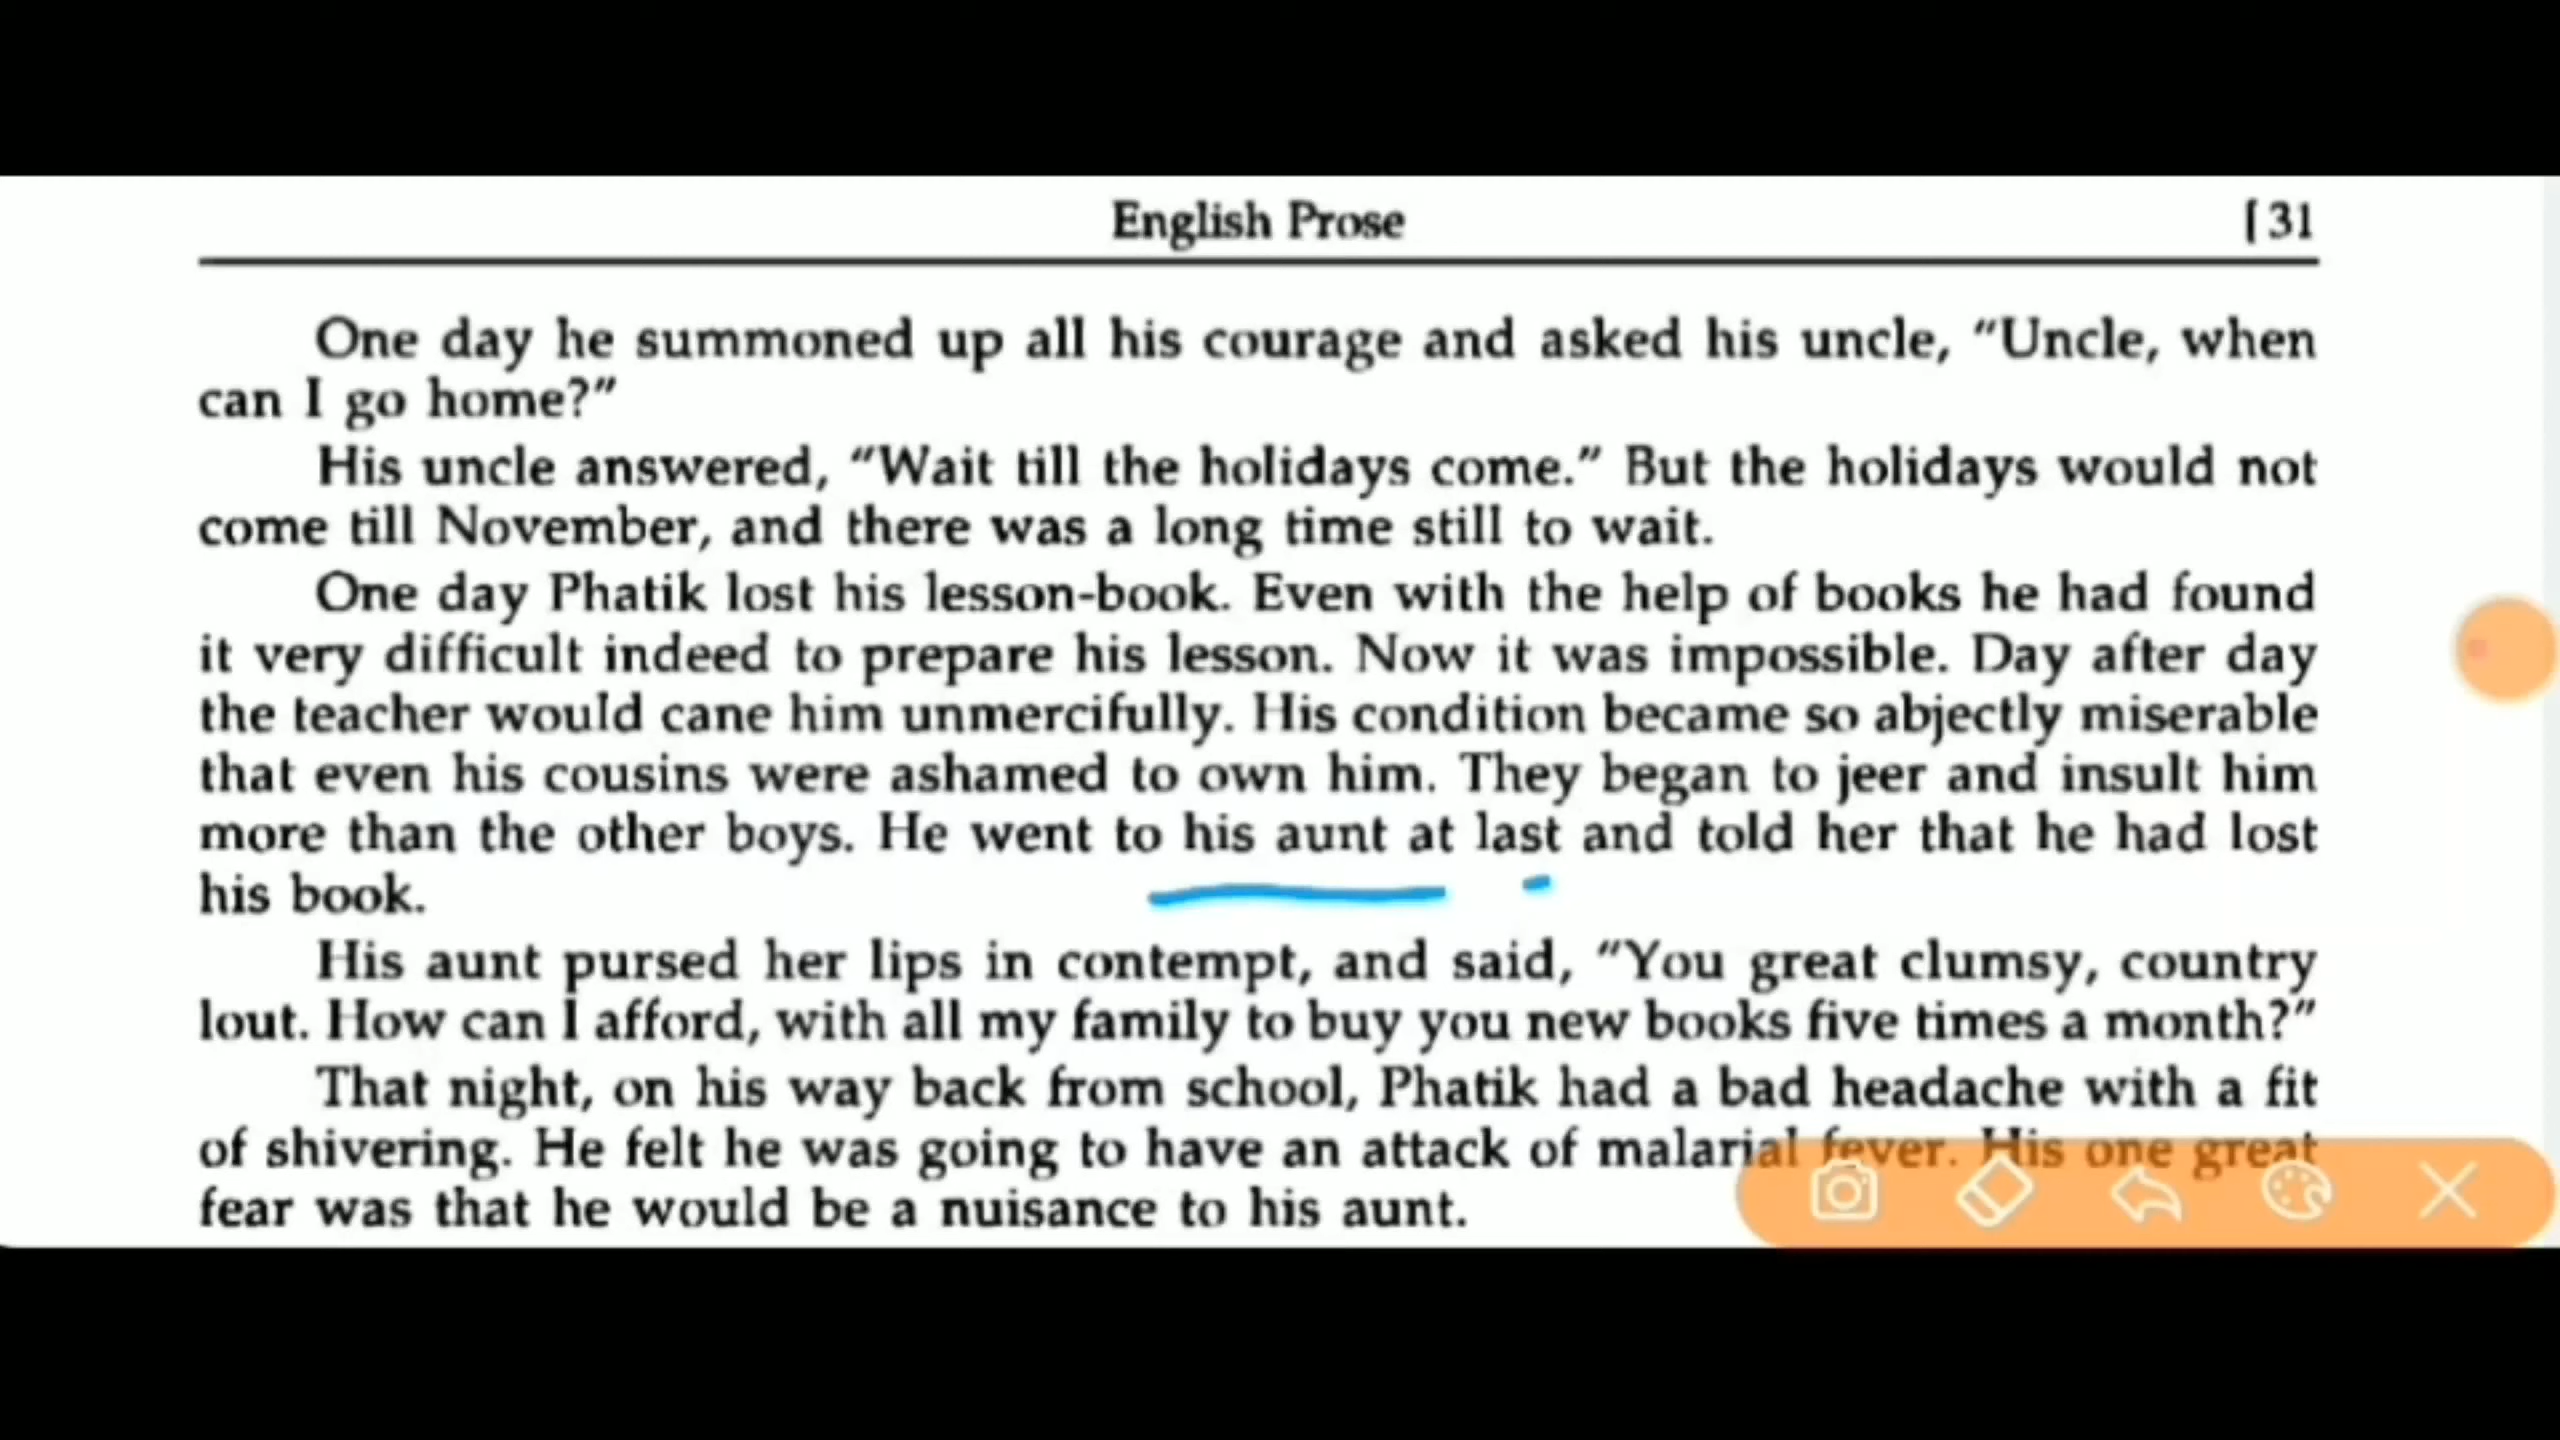 English Prose
[ 31
One day he summoned up all his courage and asked his uncle, “Uncle, when
can I go home?”
His uncle answered, “Wait till the holidays come.” But the holidays would not
come till November, and there was a long time still to wait.
One day Phatik lost his lesson-book. Even with the help of books he had found
it very difficult indeed to prepare his lesson. Now it was impossible. Day after day
the teacher would cane him unmercifully. His condition became so abjectly miserable
that even his cousins were ashamed to own him. They began to jeer and insult him
more than the other boys. He went to his aunt at last and told her that he had lost
his book.
His aunt pursed her lips in contempt, and said, “You great clumsy, country
lout. How can I afford, with all my family to buy you new books five times a month?”
That night, on his way back from school, Phatik had a bad headache with a fit
of shivering. He felt he was going to have an attack of malarial fever. His one great
fear was that he would be a nuisance to his aunt.